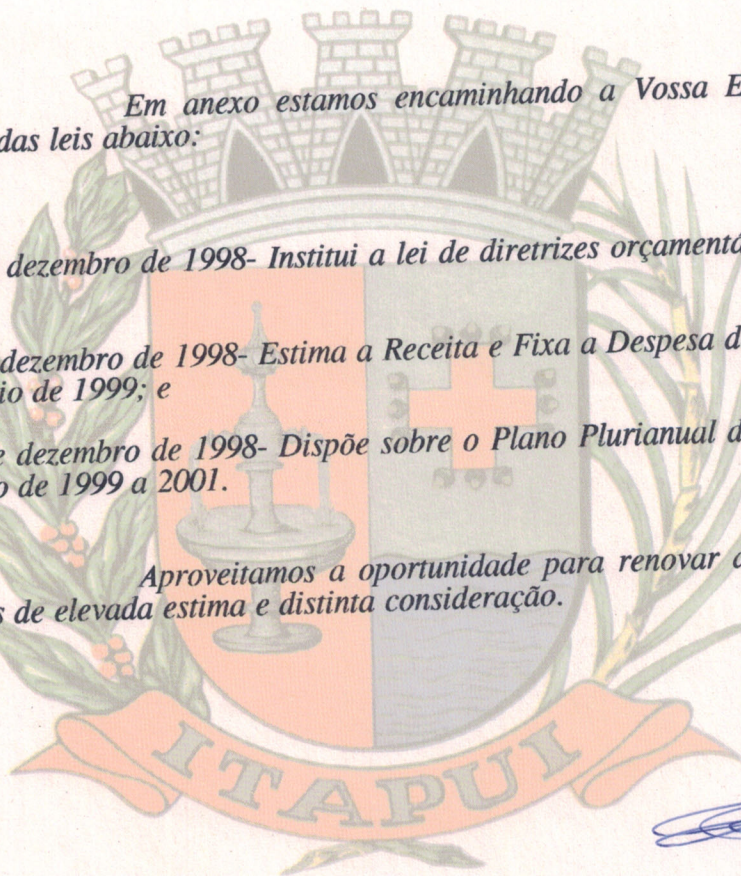 Em anexo estamos encaminhando a Vossa E
das leis abaixo:
dezembro de 1998- Institui a lei de diretrizes orçamentá
dezembro de 1998- Estima a Receita e Fixa a Despesa d
io de 1999; e
e dezembro de 1998- Dispõe sobre o Plano Plurianual d
o de 1999 a 2001.
Aproveitamos a oportunidade para renovar a
s de elevada estima e distinta consideração.
ITAPUI